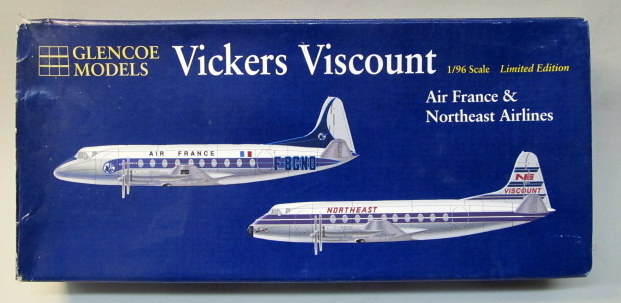 GLENCOE
MODELS
Vickers Viscount
1/96 Scale
Limited Edition
Air France &
Northeast Airlines
AIR FRANCE
F-BGNO
NE
VISCOUNT
NORTHEAST